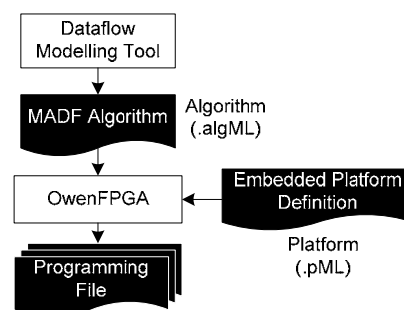 Dataflow
Modelling Tool
MADF Algorithm
Algorithm
(.algML)
OwenFPGA
Embedded Platform
Definition
Platform
(.pML)
Programming
File